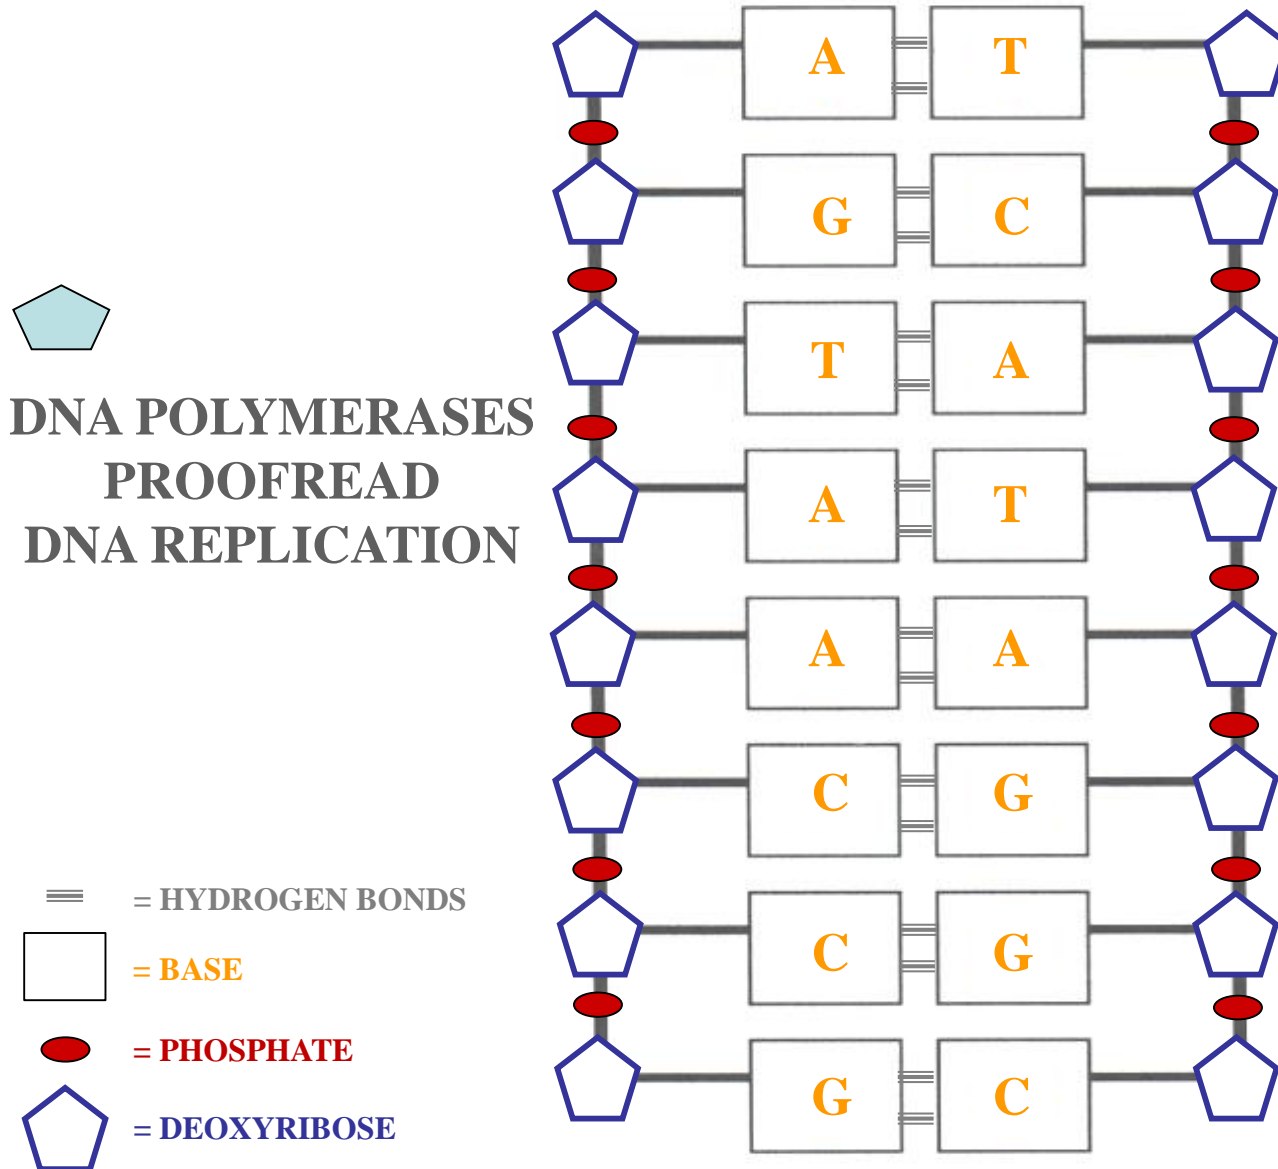 A T
G C
T A
DNA POLYMERASES
PROOFREAD
DNA REPLICATION
A T
A A
C G
= HYDROGEN BONDS
= BASE
C G
= PHOSPHATE
= DEOXYRIBOSE
G C